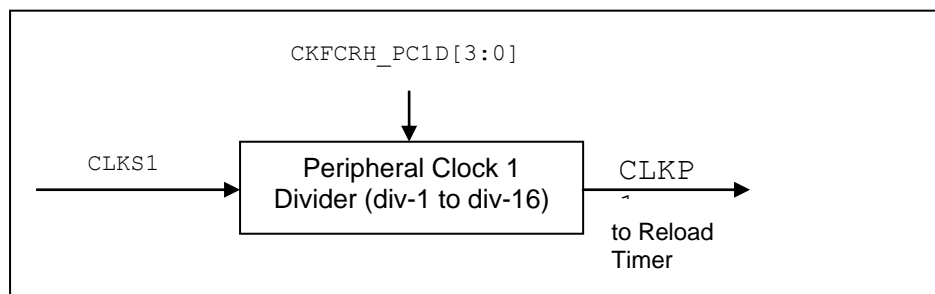 CKFCRH_PC1D[3:0]
CLKS1
Peripheral Clock 1
Divider (div-1 to div-16)
CLKP
to Reload
Timer